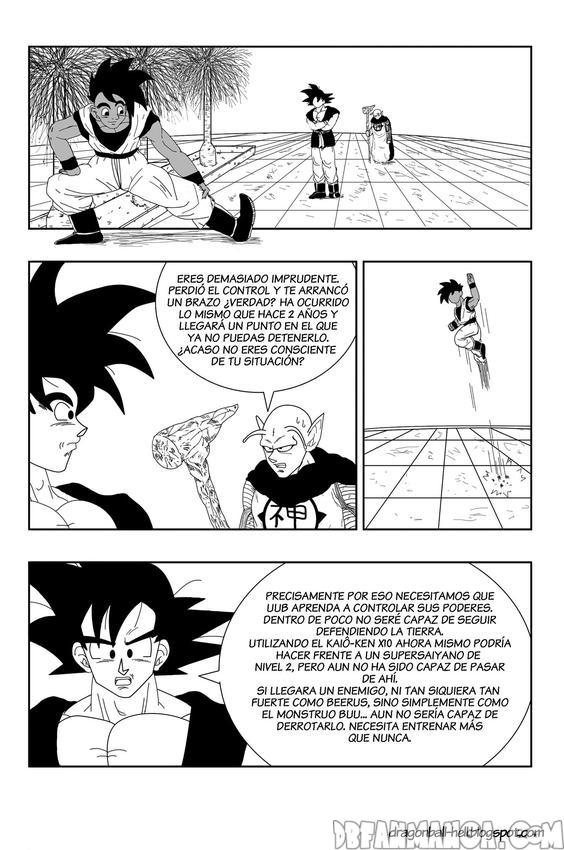 ERES DEMASIADO IMPRUDENTE.
PERDIÓ EL CONTROL Y TE ARRANCÓ
UN BRAZO ¿VERDAD? HA OCURRIDO
LO MISMO QUE HACE 2 AÑOS Y
LLEGARÁ UN PUNTO EN EL QUE
YA NO PUEDAS DETENERLO.
¿ACASO NO ERES CONSCIENTE
DE TU SITUACIÓN?
神
PRECISAMENTE POR ESO NECESITAMOS QUE
UUB APRENDA A CONTROLAR SUS PODERES.
DENTRO DE POCO NO SERÉ CAPAZ DE SEGUIR
DEFENDIENDO LA TIERRA.
UTILIZANDO EL KAIÔ-KEN X10 AHORA MISMO PODRÍA
HACER FRENTE A UN SUPERSAIYANO DE
NIVEL 2, PERO AUN NO HA SIDO CAPAZ DE PASAR
DE AHÍ.
SI LLEGARA UN ENEMIGO, NI TAN SIQUIERA TAN
FUERTE COMO BEERUS, SINO SIMPLEMENTE COMO
EL MONSTRUO BUU... AUN NO SERÍA CAPAZ DE
DERROTARLO. NECESITA ENTRENAR MÁS
QUE NUNCA.
dragonball-hell.blogspot.com
DBFANMANGA.COM